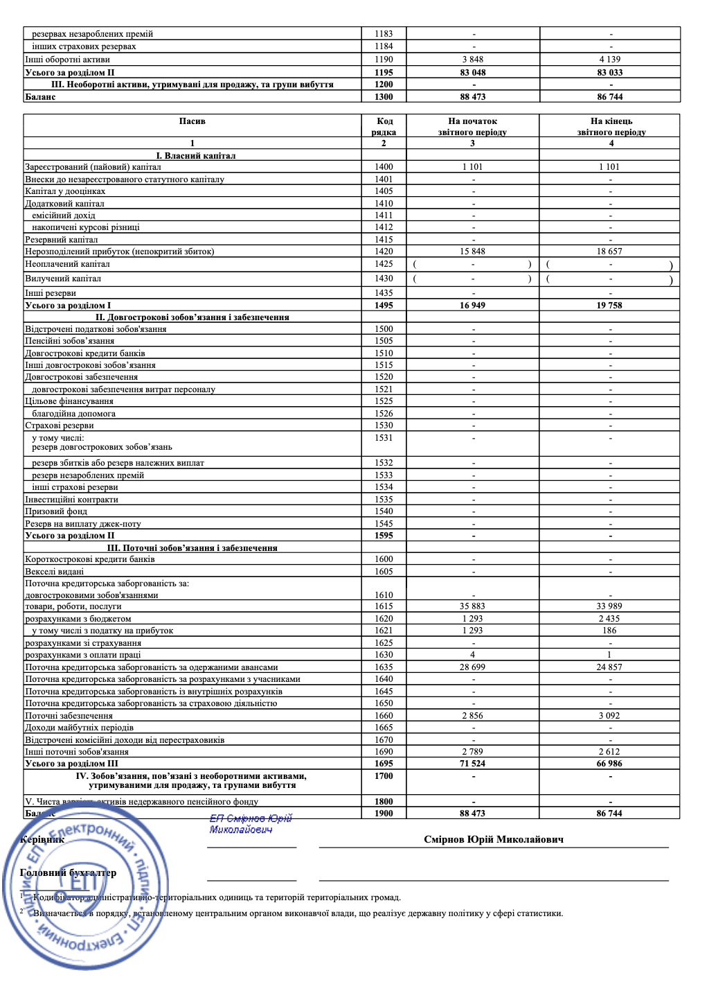 резервах незароблених премій 1183 - -
інших страхових резервах 1184 - -
Інші оборотні активи 1190 3 848 4 139
Усього за розділом II 1195 83 048 83 033
III. Необоротні активи, утримувані для продажу, та групи вибуття 1200 - -
Баланс 1300 88 473 86 744
Пасив Код рядка На початок звітного періоду На кінець звітного періоду
1 2 3 4
I. Власний капітал
Зареєстрований (пайовий) капітал 1400 1 101 1 101
Внески до незареєстрованого статутного капіталу 1401 - -
Капітал у дооцінках 1405 - -
Додатковий капітал 1410 - -
емісійний дохід 1411 - -
накопичені курсові різниці 1412 - -
Резервний капітал 1415 - -
Нерозподілений прибуток (непокритий збиток) 1420 15 848 18 657
Неоплачений капітал 1425 ( - ) ( - )
Вилучений капітал 1430 ( - ) ( - )
Інші резерви 1435 - -
Усього за розділом I 1495 16 949 19 758
II. Довгострокові зобов’язання і забезпечення
Відстрочені податкові зобов'язання 1500 - -
Пенсійні зобов’язання 1505 - -
Довгострокові кредити банків 1510 - -
Інші довгострокові зобов’язання 1515 - -
Довгострокові забезпечення 1520 - -
довгострокові забезпечення витрат персоналу 1521 - -
Цільове фінансування 1525 - -
благодійна допомога 1526 - -
Страхові резерви 1530 - -
у тому числі: 1531 - -
резерв довгострокових зобов’язань
резерв збитків або резерв належних виплат 1532 - -
резерв незароблених премій 1533 - -
інші страхові резерви 1534 - -
Інвестиційні контракти 1535 - -
Призовий фонд 1540 - -
Резерв на виплату джек-поту 1545 - -
Усього за розділом II 1595 - -
III. Поточні зобов’язання і забезпечення
Короткострокові кредити банків 1600 - -
Векселі видані 1605 - -
Поточна кредиторська заборгованість за:
довгостроковими зобов'язаннями 1610 - -
товари, роботи, послуги 1615 35 883 33 989
розрахунками з бюджетом 1620 1 293 2 435
у тому числі з податку на прибуток 1621 1 293 186
розрахунками зі страхування 1625 - -
розрахунками з оплати праці 1630 4 1
Поточна кредиторська заборгованість за одержаними авансами 1635 28 699 24 857
Поточна кредиторська заборгованість за розрахунками з учасниками 1640 - -
Поточна кредиторська заборгованість із внутрішніх розрахунків 1645 - -
Поточна кредиторська заборгованість за страховою діяльністю 1650 - -
Поточні забезпечення 1660 2 856 3 092
Доходи майбутніх періодів 1665 - -
Відстрочені комісійні доходи від перестраховиків 1670 - -
Інші поточні зобов'язання 1690 2 789 2 612
Усього за розділом III 1695 71 524 66 986
IV. Зобов’язання, пов’язані з необоротними активами, 1700 - -
утримуваними для продажу, та групами вибуття
V. Чиста вартість активів недержавного пенсійного фонду 1800 - -
Баланс 1900 88 473 86 744
ЕП Смірнов Юрій
Миколайович
Керівник Смірнов Юрій Миколайович
Головний бухгалтер
1 Кодифікатор адміністративно-територіальних одиниць та територій територіальних громад.
2 Визначається в порядку, встановленому центральним органом виконавчої влади, що реалізує державну політику у сфері статистики.
ЕП • Електронний підпис • ЕП • Електронний підпис •
ЕП